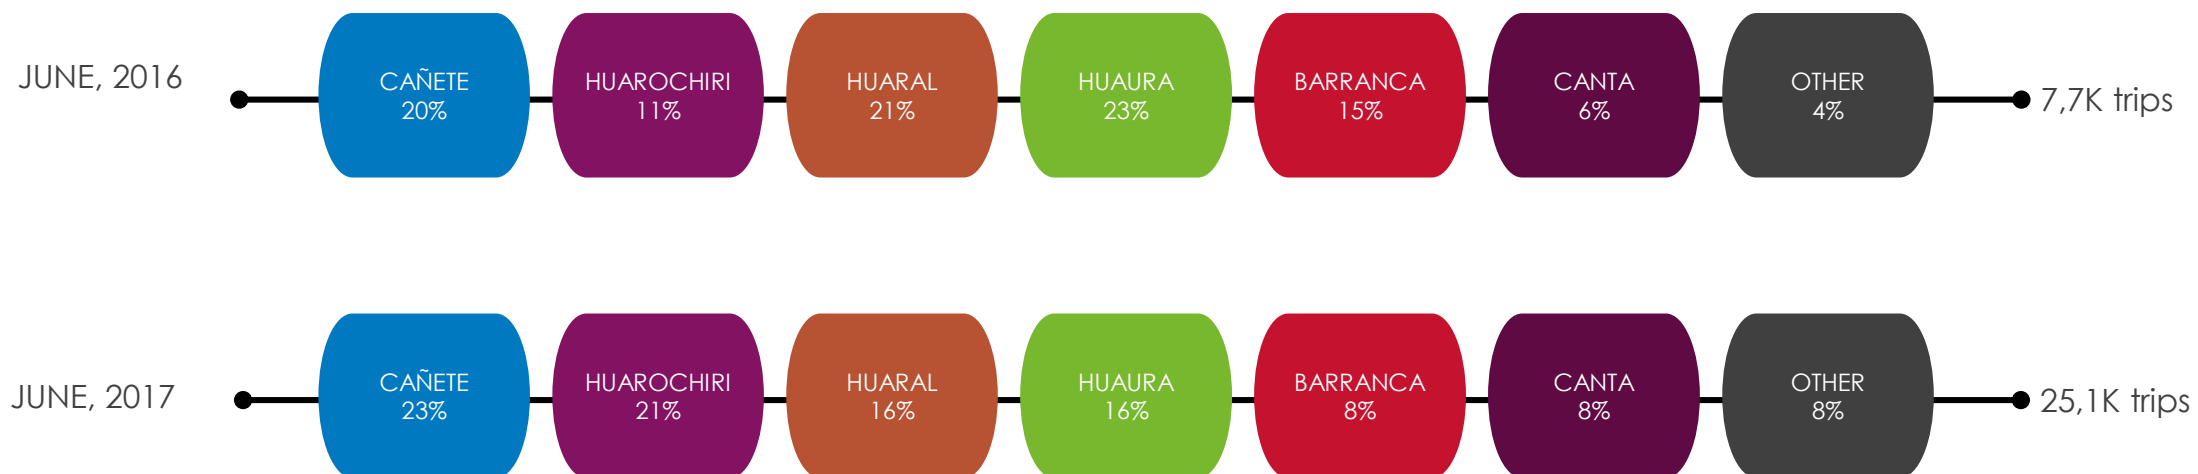 JUNE, 2016
CAÑETE
20%
HUAROCHIRI
11%
HUARAL
21%
HUAURA
23%
BARRANCA
15%
CANTA
6%
OTHER
4%
7,7K trips
JUNE, 2017
CAÑETE
23%
HUAROCHIRI
21%
HUARAL
16%
HUAURA
16%
BARRANCA
8%
CANTA
8%
OTHER
8%
25,1K trips